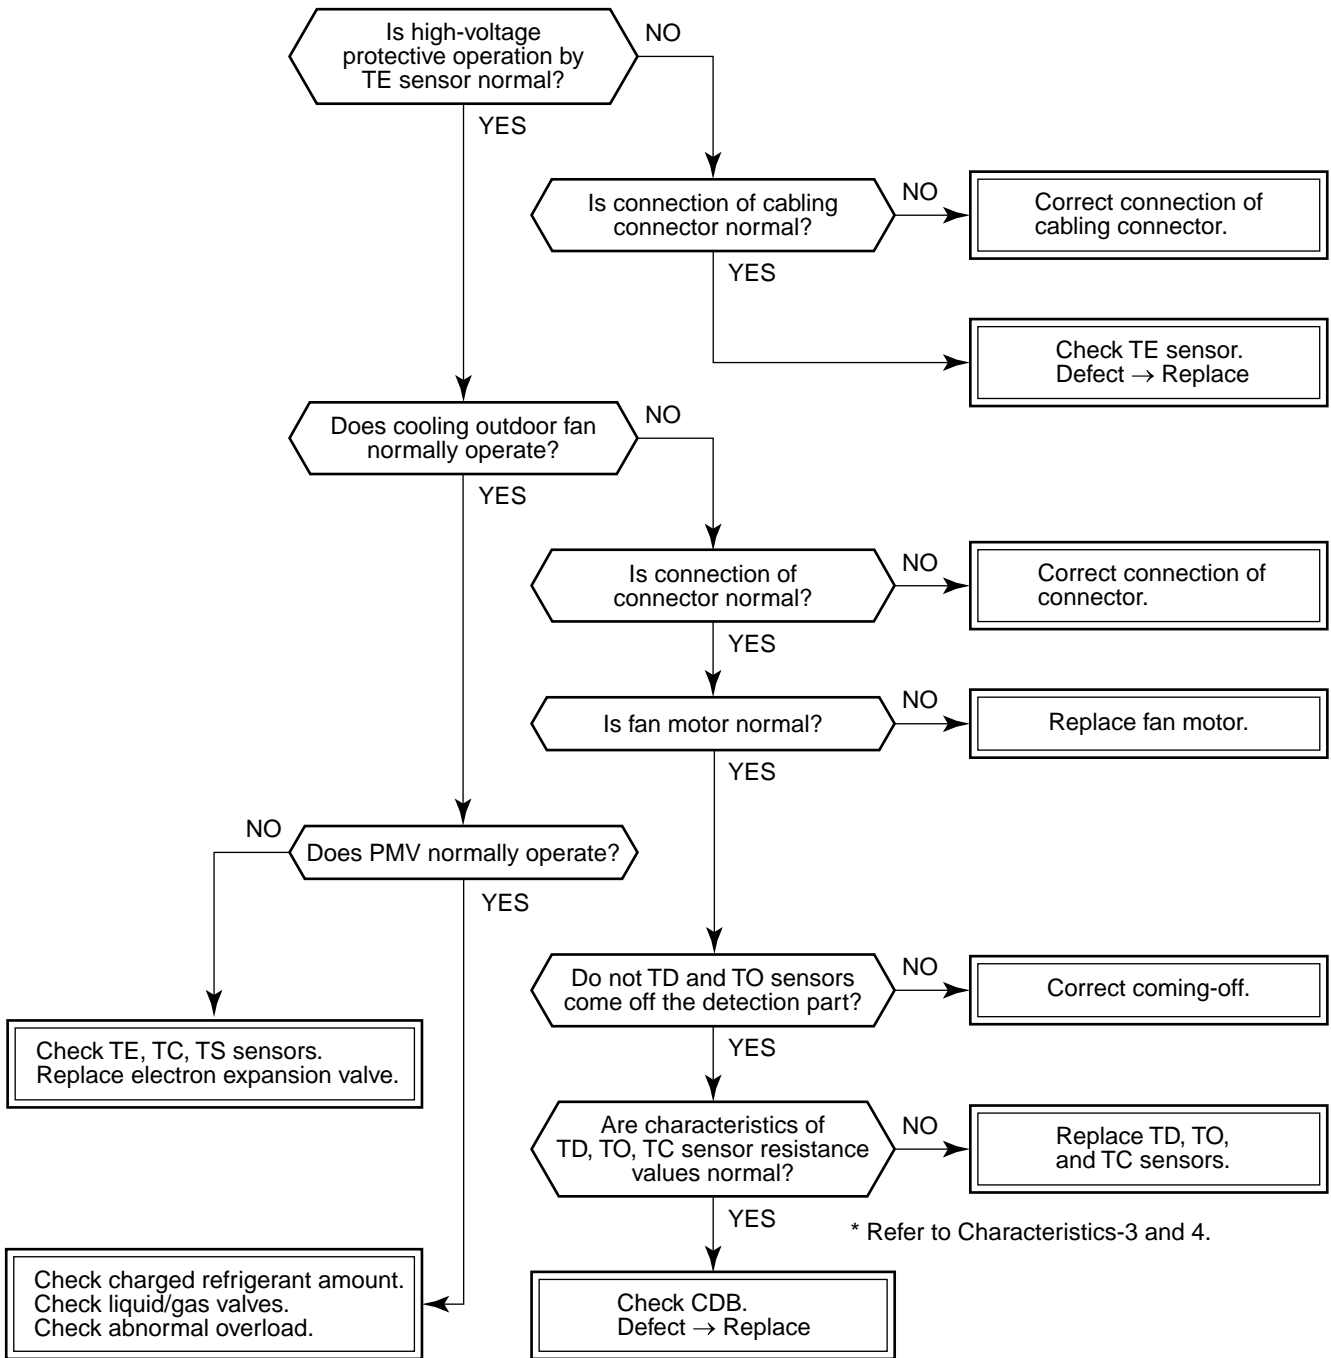 Is high-voltage
protective operation by
TE sensor normal?
NO
YES
Is connection of cabling
connector normal?
NO
Correct connection of
cabling connector.
YES
Check TE sensor.
Defect → Replace
Does cooling outdoor fan
normally operate?
NO
YES
Is connection of
connector normal?
NO
Correct connection of
connector.
YES
Is fan motor normal?
NO
Replace fan motor.
YES
NO
Does PMV normally operate?
YES
Do not TD and TO sensors
come off the detection part?
NO
Correct coming-off.
YES
Check TE, TC, TS sensors.
Replace electron expansion valve.
Are characteristics of
TD, TO, TC sensor resistance
values normal?
NO
Replace TD, TO,
and TC sensors.
YES
* Refer to Characteristics-3 and 4.
Check charged refrigerant amount.
Check liquid/gas valves.
Check abnormal overload.
Check CDB.
Defect → Replace